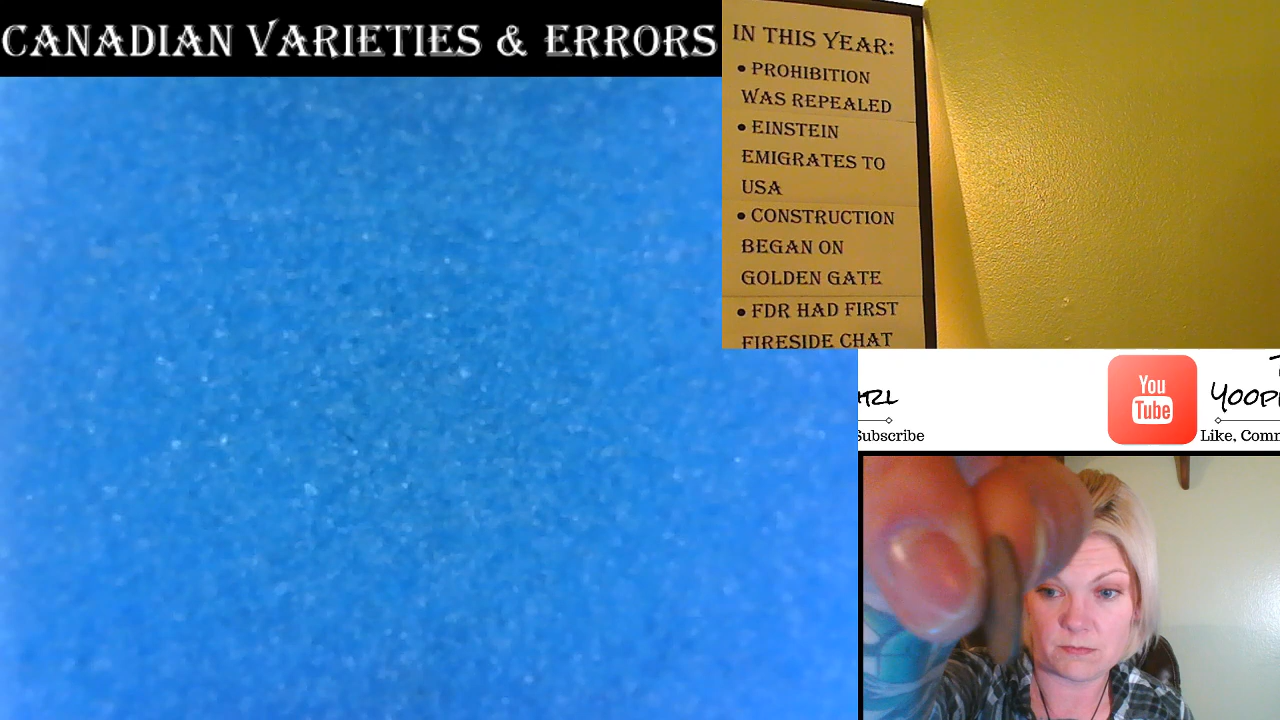 CANADIAN VARIETIES & ERRORS
IN THIS YEAR:
• PROHIBITION
WAS REPEALED
• EINSTEIN
EMIGRATES TO
USA
• CONSTRUCTION
BEGAN ON
GOLDEN GATE
• FDR HAD FIRST
FIRESIDE CHAT
Subscribe
You
Tube
Like,